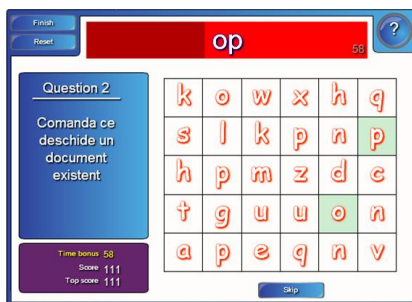 Finish
Reset
op
58
?
Question 2
Comanda ce
deschide un
document
existent
k o w x h q
s l k p n p
h p m z d c
t g u u o n
a p e q n v
Time bonus 58
Score 111
Top score 111
Skip